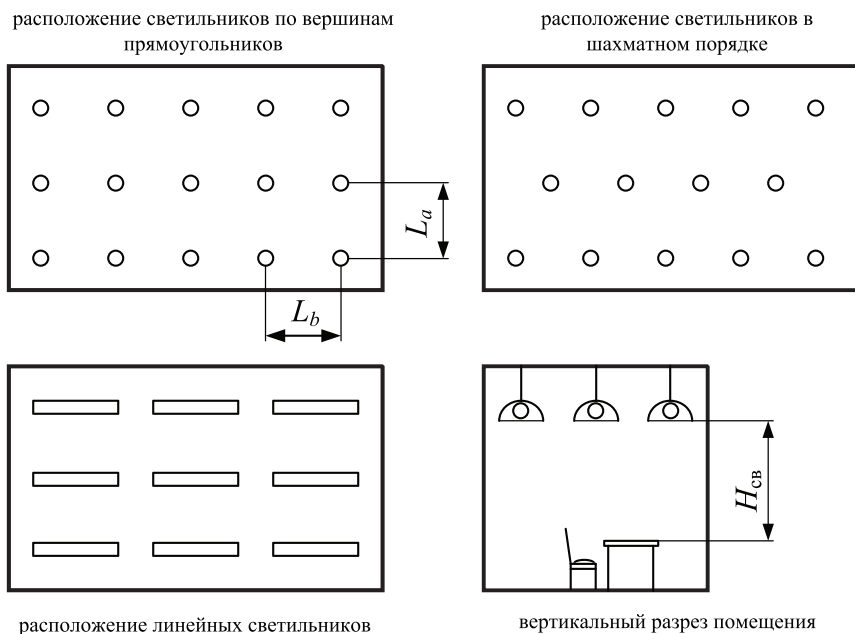 расположение светильников по вершинам
прямоугольников
расположение светильников в
шахматном порядке
L_a
L_b
H_св
расположение линейных светильников
вертикальный разрез помещения